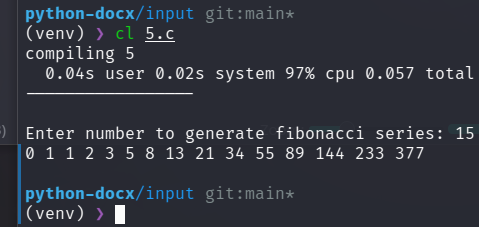 python-docx/input git:main*
(venv) ❯ cl 5.c
compiling 5
0.04s user 0.02s system 97% cpu 0.057 total
-----------------
Enter number to generate fibonacci series: 15
0 1 1 2 3 5 8 13 21 34 55 89 144 233 377
python-docx/input git:main*
(venv) ❯